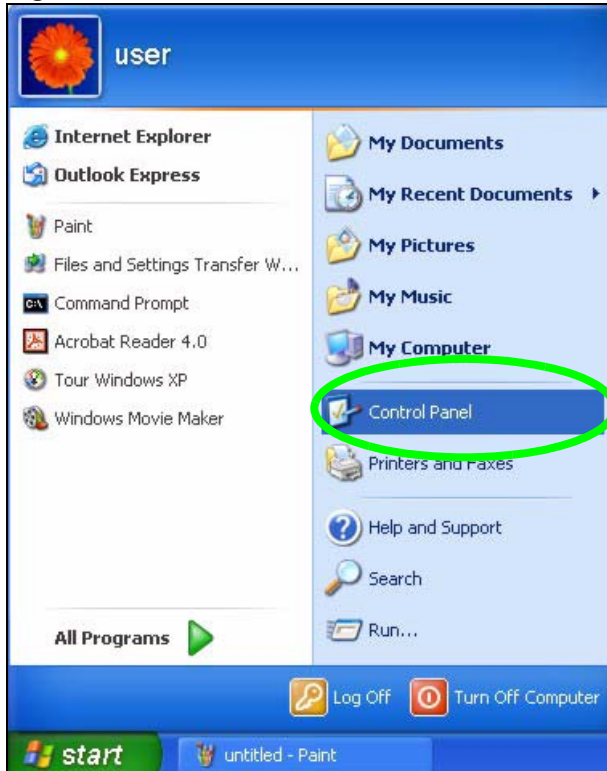 user
Internet Explorer
Outlook Express
Paint
Files and Settings Transfer W...
Command Prompt
Acrobat Reader 4.0
Tour Windows XP
Windows Movie Maker
All Programs
My Documents
My Recent Documents
My Pictures
My Music
My Computer
Control Panel
Printers and Faxes
Help and Support
Search
Run...
Log Off
Turn Off Computer
start
untitled - Paint